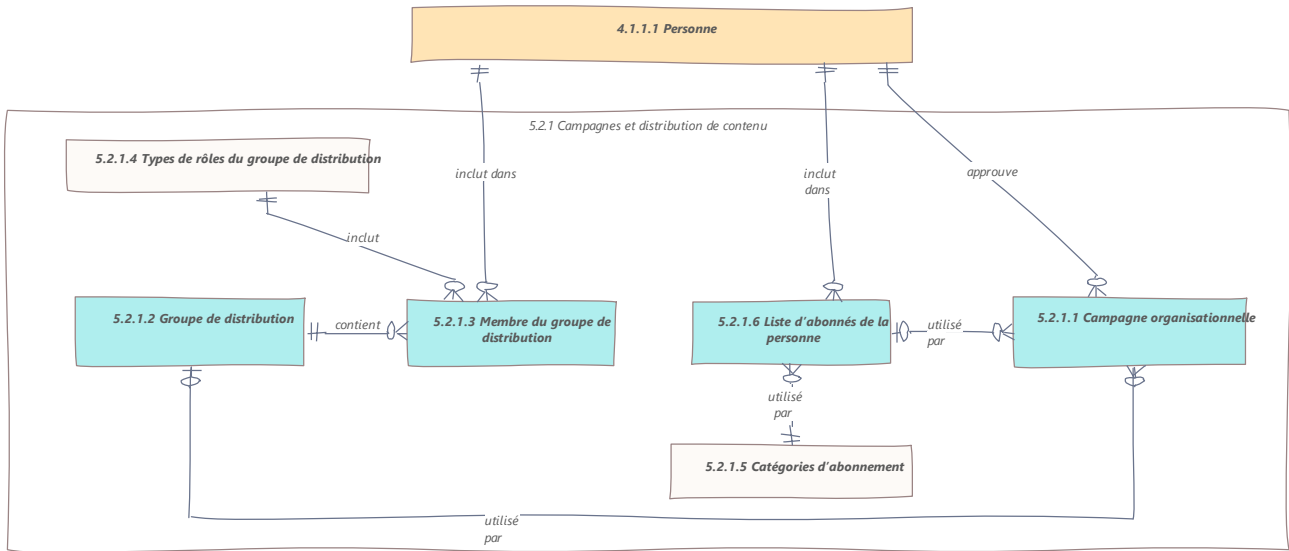 4.1.1.1 Personne
5.2.1 Campagnes et distribution de contenu
5.2.1.4 Types de rôles du groupe de distribution
inclut dans
inclut
dans
approuve
inclut
5.2.1.2 Groupe de distribution
contient
5.2.1.3 Membre du groupe de
distribution
5.2.1.6 Liste d'abonnés de la
personne
utilisé
par
5.2.1.1 Campagne organisationnelle
utilisé
par
5.2.1.5 Catégories d'abonnement
utilisé
par